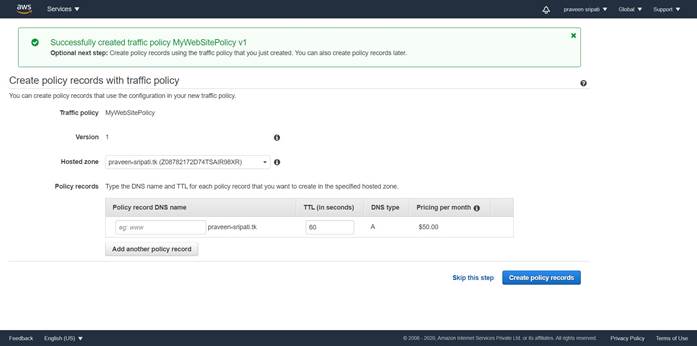 aws Services praveen sripati Global Support
Successfully created traffic policy MyWebSitePolicy v1
Optional next step: Create policy records using the traffic policy that you just created. You can also create policy records later.
Create policy records with traffic policy
You can create policy records that use the configuration in your new traffic policy.
Traffic policy MyWebSitePolicy
Version 1
Hosted zone praveen-sripati.tk (Z08782172D74TSAIR98XR)
Policy records Type the DNS name and TTL for each policy record that you want to create in the specified hosted zone.
Policy record DNS name TTL (in seconds) DNS type Pricing per month
eg: www praveen-sripati.tk 60 A $50.00
Add another policy record
Skip this step Create policy records
Feedback English (US) © 2008 - 2020, Amazon Internet Services Private Ltd. or its affiliates. All rights reserved. Privacy Policy Terms of Use